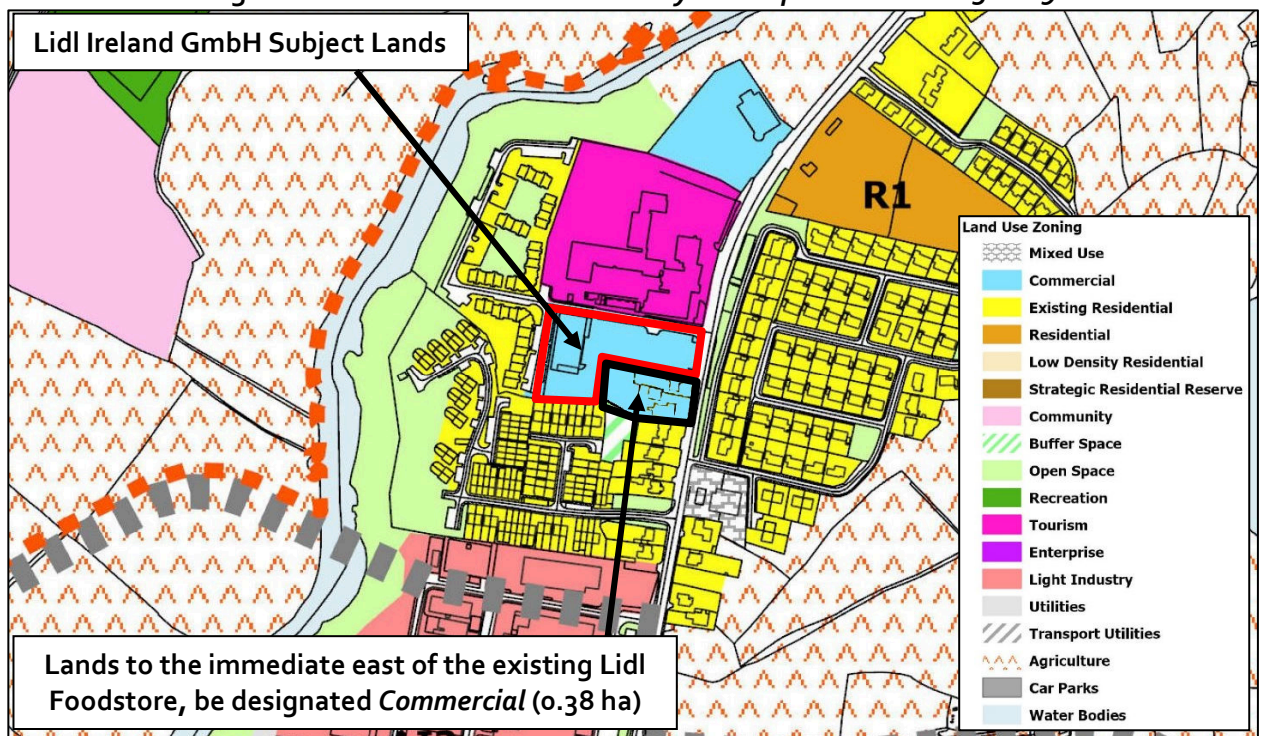 Lidl Ireland GmbH Subject Lands
R1
Land Use Zoning
Mixed Use
Commercial
Existing Residential
Residential
Low Density Residential
Strategic Residential Reserve
Community
Buffer Space
Open Space
Recreation
Tourism
Enterprise
Light Industry
Utilities
Transport Utilities
Agriculture
Car Parks
Water Bodies
Lands to the immediate east of the existing Lidl
Foodstore, be designated Commercial (0.38 ha)